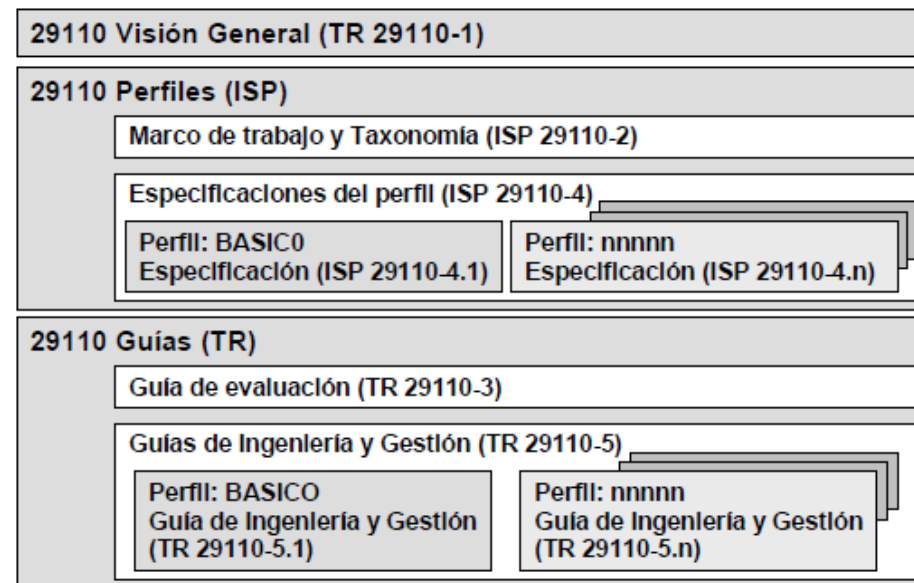 29110 Visión General (TR 29110-1)
29110 Perfiles (ISP)
Marco de trabajo y Taxonomía (ISP 29110-2)
Especificaciones del perfil (ISP 29110-4)
Perfil: BASIC0
Especificación (ISP 29110-4.1)
Perfil: nnnnn
Especificación (ISP 29110-4.n)
29110 Guías (TR)
Guía de evaluación (TR 29110-3)
Guías de Ingeniería y Gestión (TR 29110-5)
Perfil: BASICO
Guía de Ingeniería y Gestión
(TR 29110-5.1)
Perfil: nnnnn
Guía de Ingeniería y Gestión
(TR 29110-5.n)